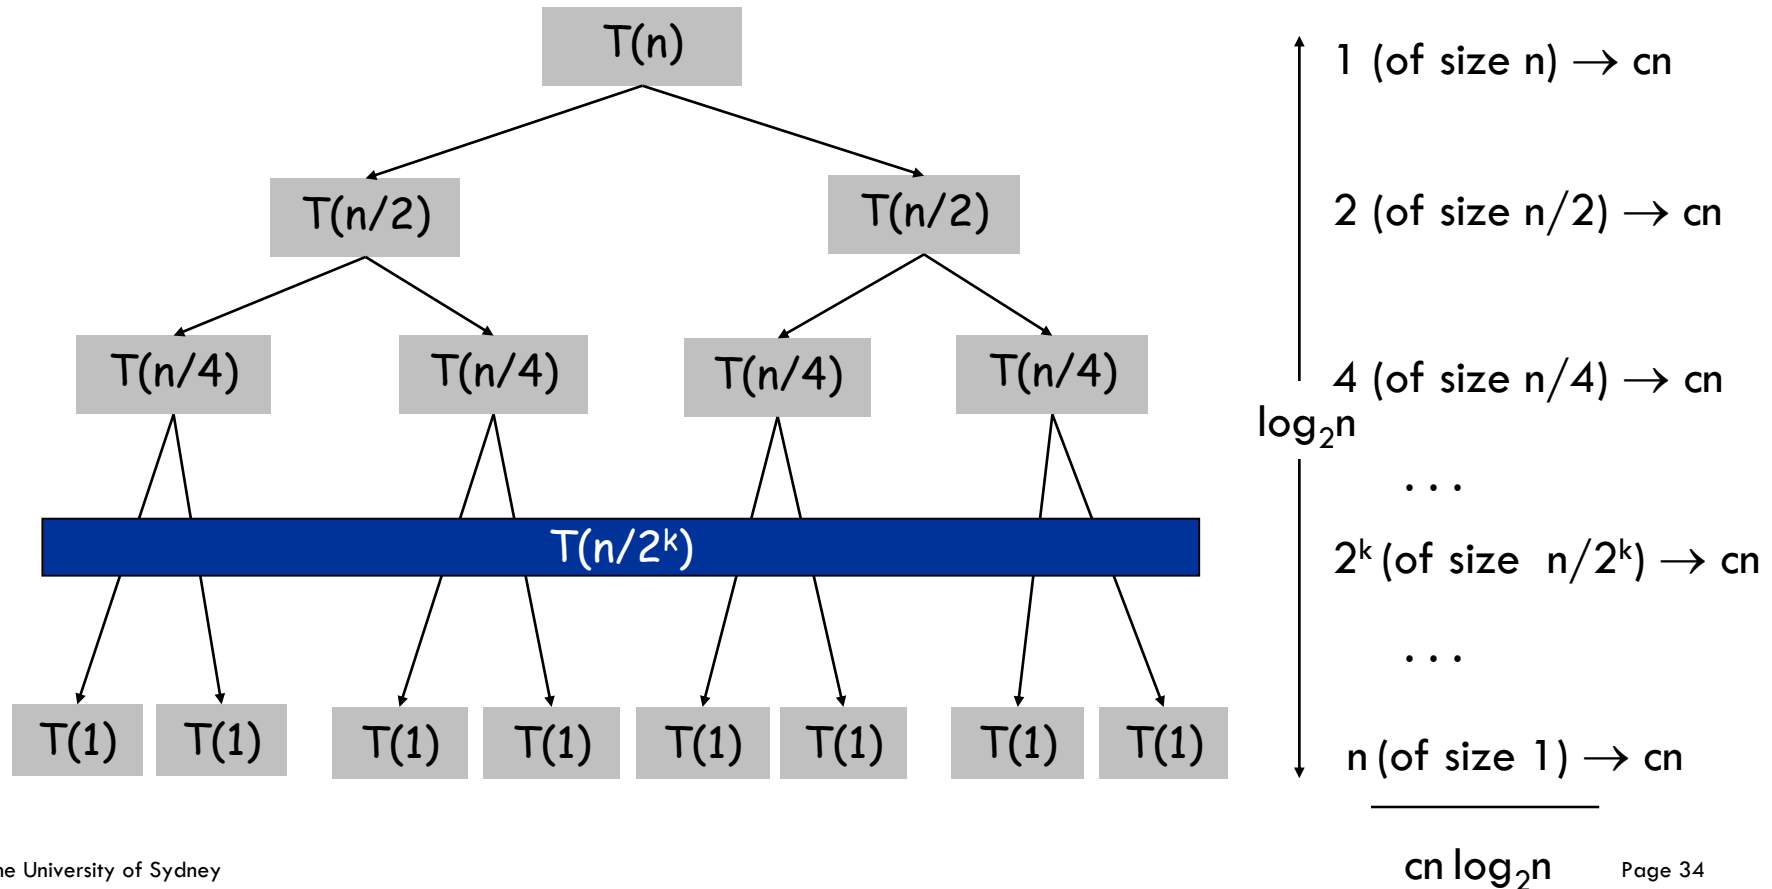 T(n)
1 (of size n) → cn
T(n/2) T(n/2)
2 (of size n/2) → cn
T(n/4) T(n/4) T(n/4) T(n/4)
4 (of size n/4) → cn
log₂n
. . .
T(n/2ᵏ)
2ᵏ (of size n/2ᵏ) → cn
. . .
T(1) T(1) T(1) T(1) T(1) T(1) T(1) T(1)
n (of size 1) → cn
cn log₂n
ne University of Sydney
Page 34